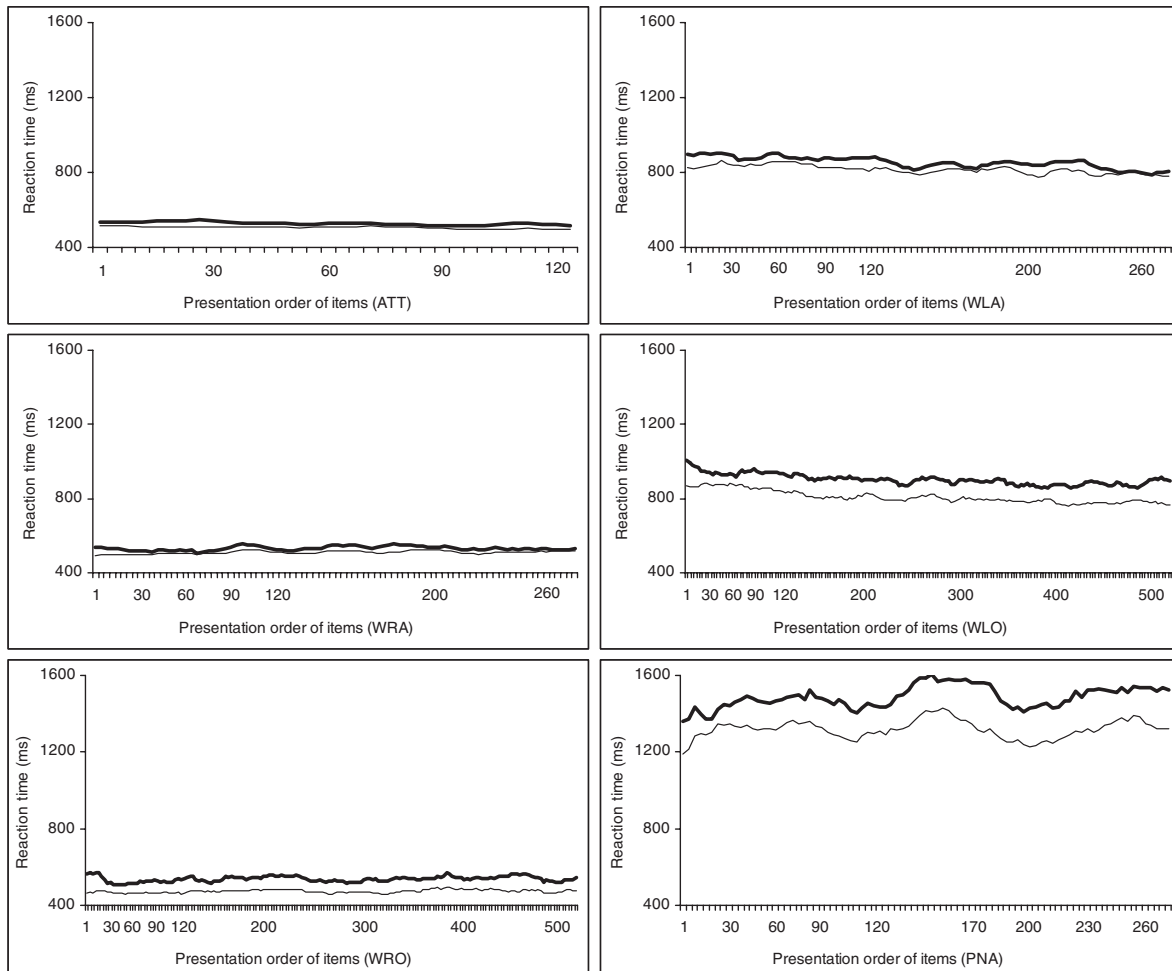 1600
1200
800
400
Reaction time (ms)
1 30 60 90 120
Presentation order of items (ATT)
1600
1200
800
400
Reaction time (ms)
1 30 60 90 120 200 260
Presentation order of items (WLA)
1600
1200
800
400
Reaction time (ms)
1 30 60 90 120 200 260
Presentation order of items (WRA)
1600
1200
800
400
Reaction time (ms)
1 30 60 90 120 200 300 400 500
Presentation order of items (WLO)
1600
1200
800
400
Reaction time (ms)
1 30 60 90 120 200 300 400 500
Presentation order of items (WRO)
1600
1200
800
400
Reaction time (ms)
1 30 90 120 170 200 230 260
Presentation order of items (PNA)